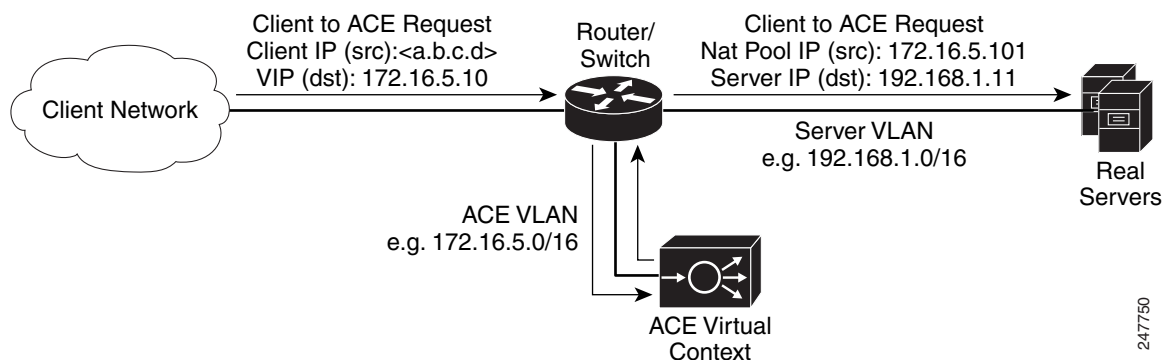 Client to ACE Request
Client IP (src):<a.b.c.d>
VIP (dst): 172.16.5.10
Router/
Switch
Client to ACE Request
Nat Pool IP (src): 172.16.5.101
Server IP (dst): 192.168.1.11
Client Network
Server VLAN
e.g. 192.168.1.0/16
Real
Servers
ACE VLAN
e.g. 172.16.5.0/16
ACE Virtual
Context
247750